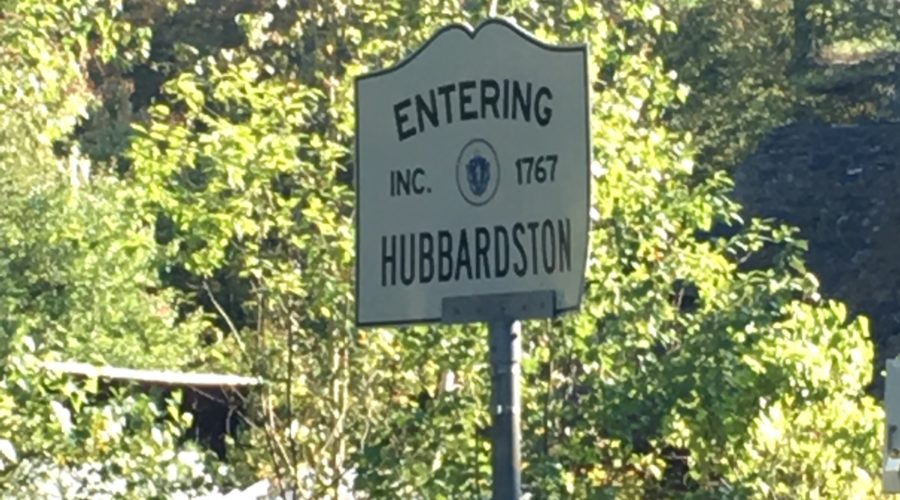 ENTERING
INC. 1767
HUBBARDSTON